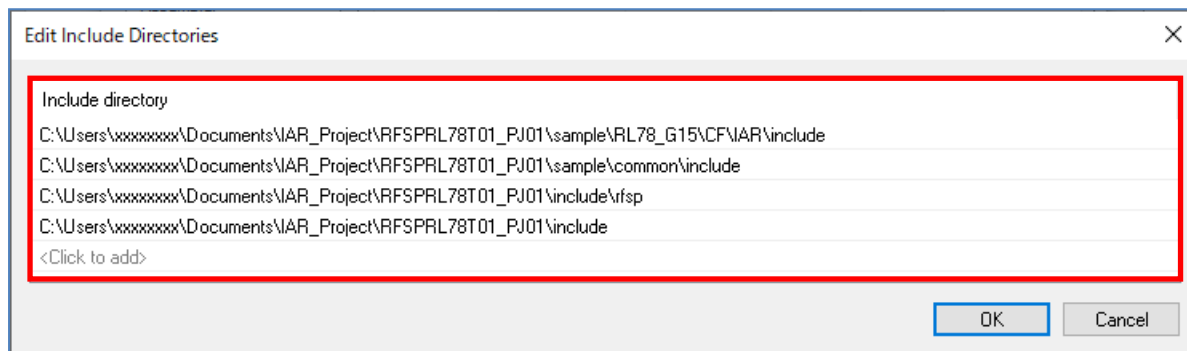 Edit Include Directories
Include directory
C:\Users\xxxxxxxx\Documents\IAR_Project\RFSPRL78T01_PJ01\sample\RL78_G15\CF\IAR\include
C:\Users\xxxxxxxx\Documents\IAR_Project\RFSPRL78T01_PJ01\sample\common\include
C:\Users\xxxxxxxx\Documents\IAR_Project\RFSPRL78T01_PJ01\include\rfsp
C:\Users\xxxxxxxx\Documents\IAR_Project\RFSPRL78T01_PJ01\include
<Click to add>
OK Cancel